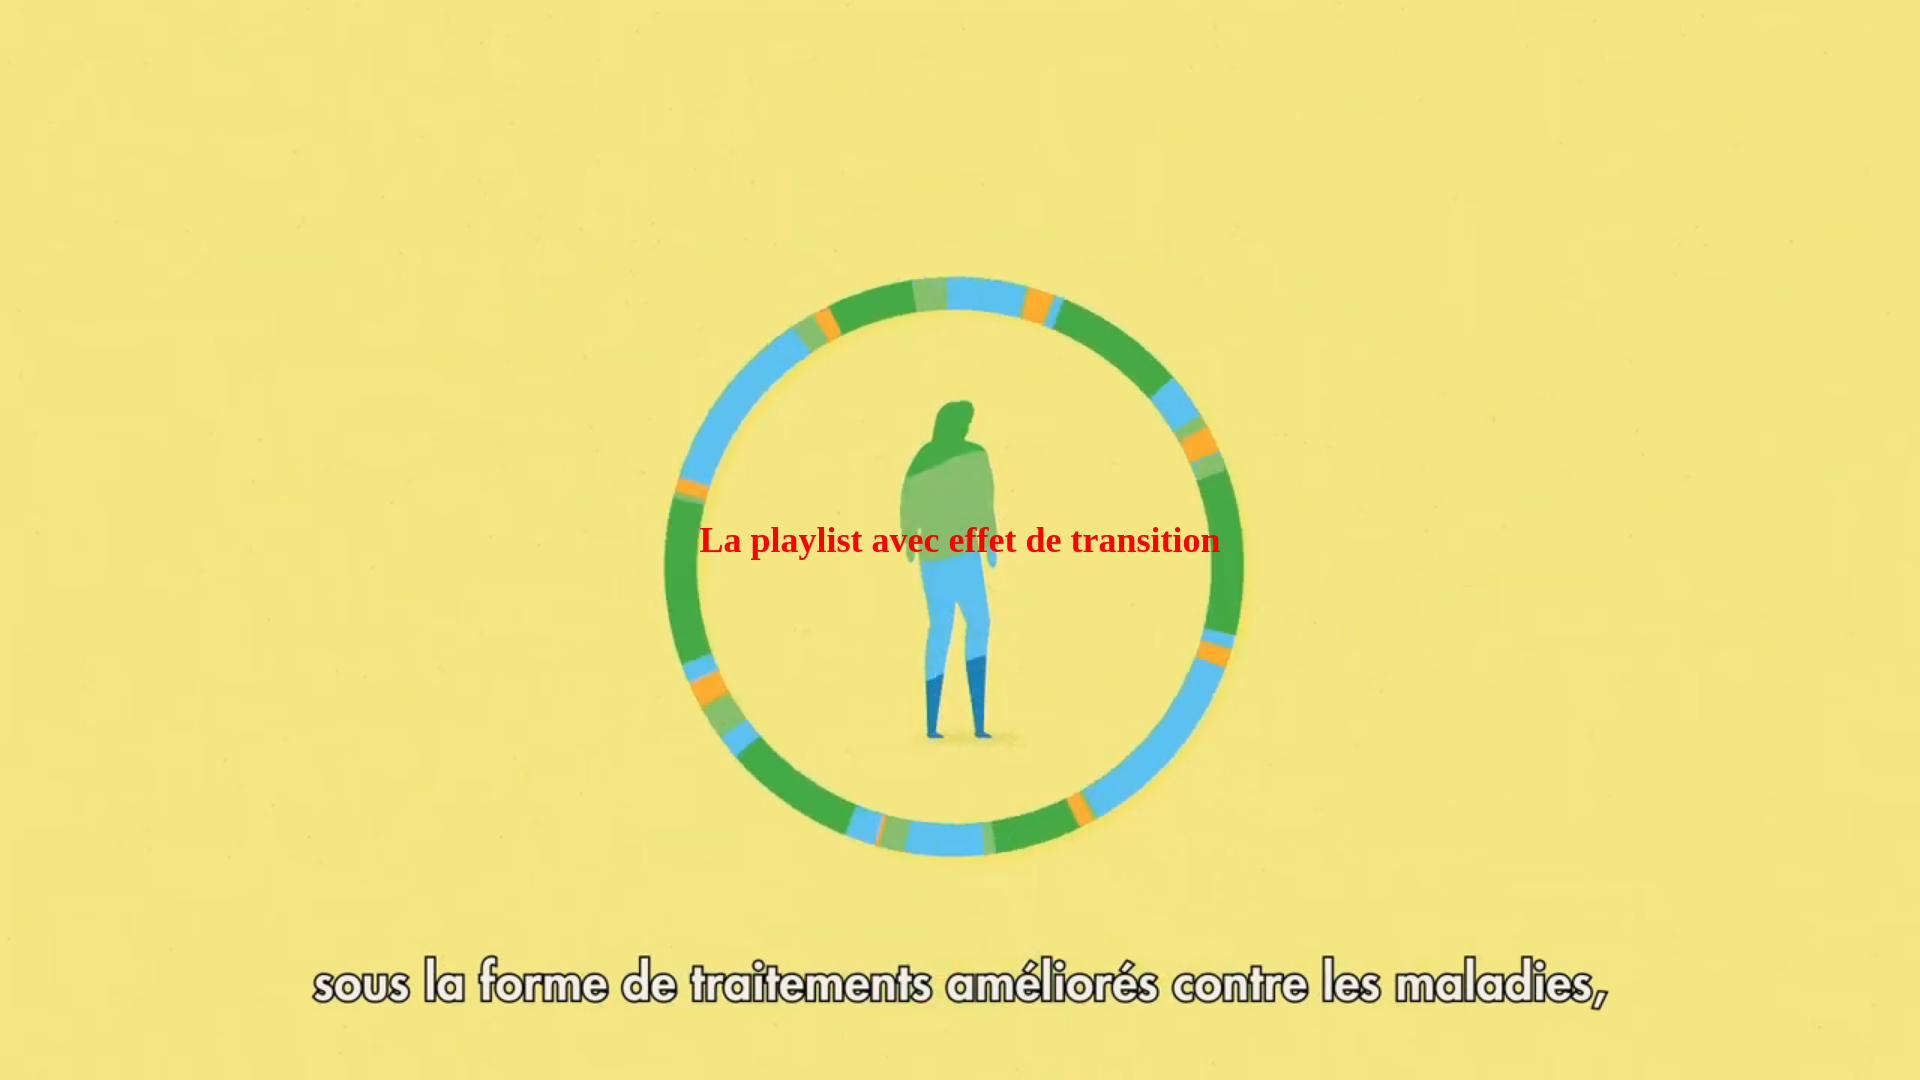 La playlist avec effet de transition
sous la forme de traitements améliorés contre les maladies,